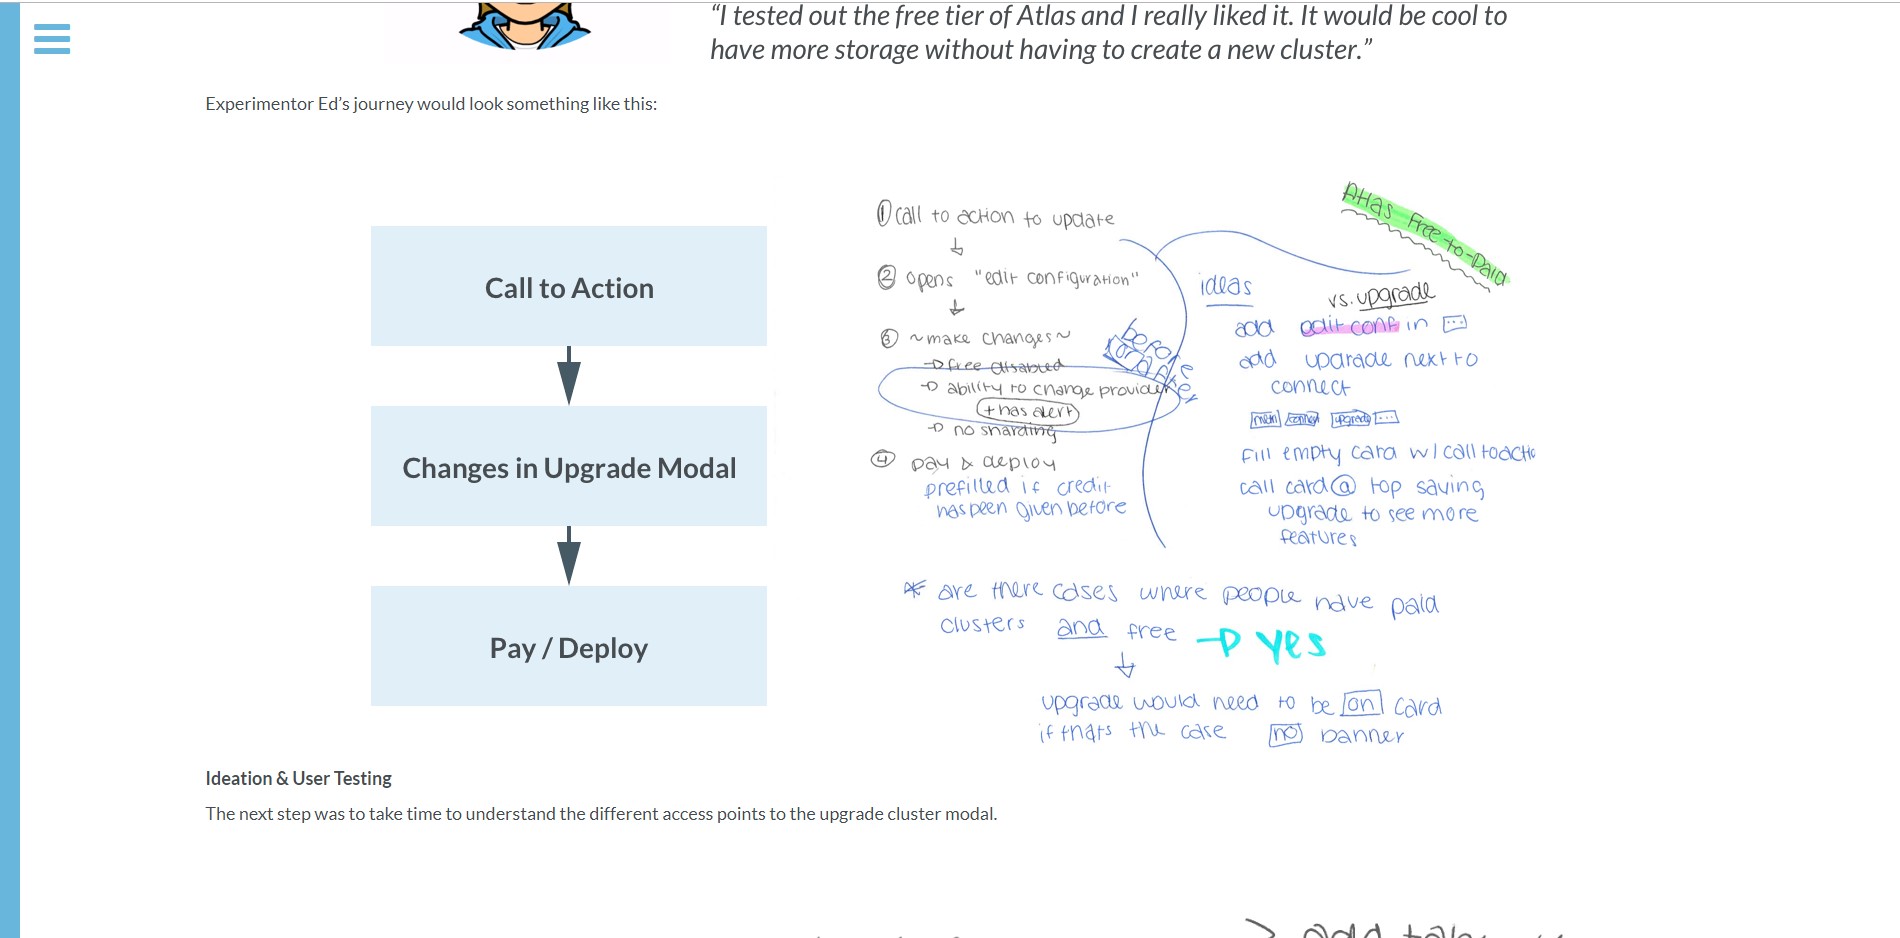 “I tested out the free tier of Atlas and I really liked it. It would be cool to
have more storage without having to create a new cluster.”
Experimentor Ed’s journey would look something like this:
Call to Action
Changes in Upgrade Modal
Pay / Deploy
Atlas Free-to-Paid
① call to action to update
② opens "edit configuration"
③ ~make changes~
free disabled
ability to change provider
+has alert
no sharding
before
or after
④ pay & deploy
prefilled if credit
has been given before
ideas
vs. upgrade
add edit conf in ...
add upgrade next to
connect
connect upgrade ...
fill empty card w/ call to actio
call card @ top saying
upgrade to see more
features
* are there cases where people have paid
clusters and free → yes
upgrade would need to be on card
if thats the case no banner
Ideation & User Testing
The next step was to take time to understand the different access points to the upgrade cluster modal.